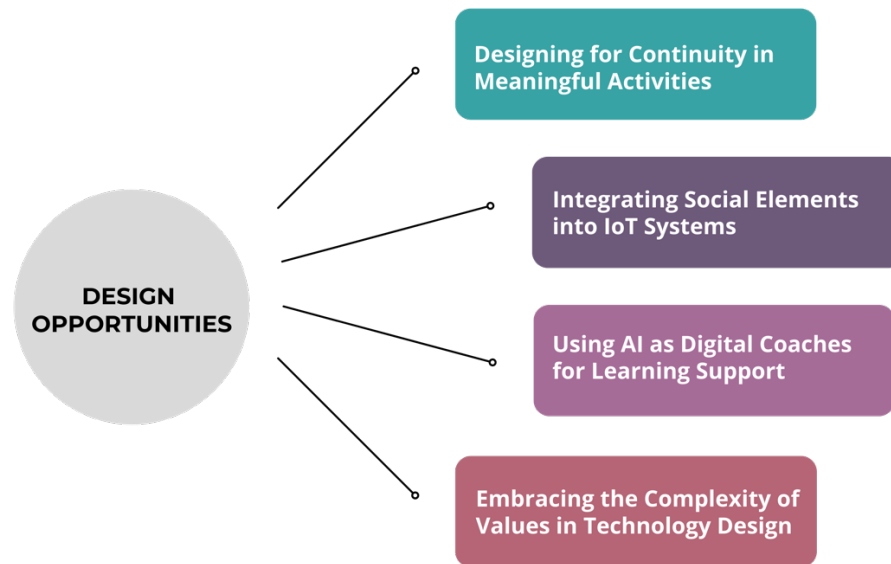 DESIGN
OPPORTUNITIES
Designing for Continuity in
Meaningful Activities
Integrating Social Elements
into IoT Systems
Using AI as Digital Coaches
for Learning Support
Embracing the Complexity of
Values in Technology Design